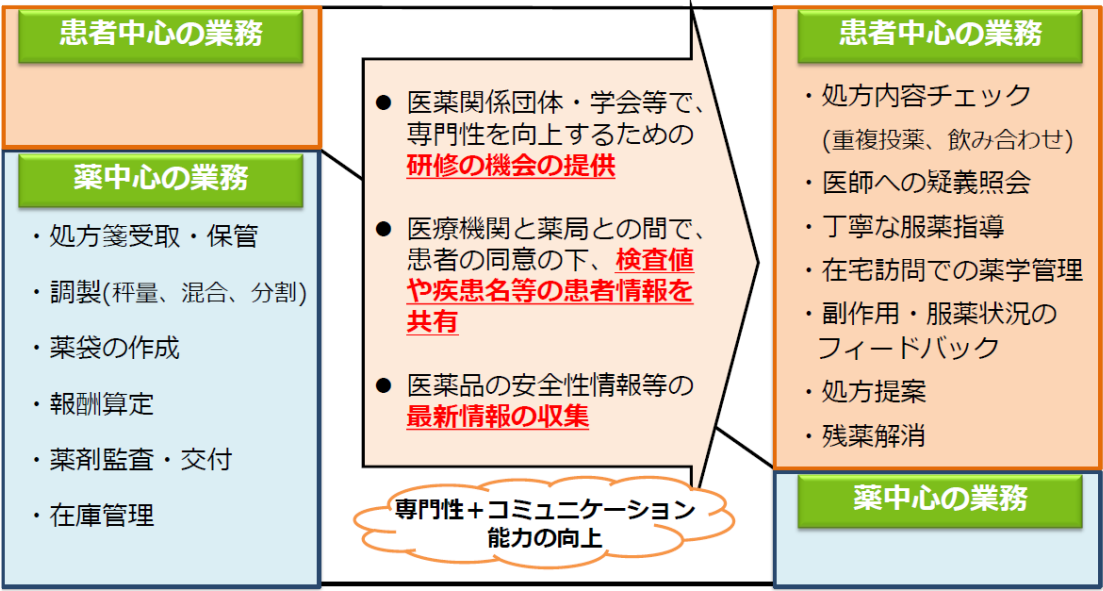 患者中心の業務
薬中心の業務
・処方箋受取・保管
・調製(秤量、混合、分割)
・薬袋の作成
・報酬算定
・薬剤監査・交付
・在庫管理
● 医薬関係団体・学会等で、
専門性を向上するための
研修の機会の提供
● 医療機関と薬局との間で、
患者の同意の下、検査値
や疾患名等の患者情報を
共有
● 医薬品の安全性情報等の
最新情報の収集
専門性＋コミュニケーション
能力の向上
患者中心の業務
・処方内容チェック
(重複投薬、飲み合わせ)
・医師への疑義照会
・丁寧な服薬指導
・在宅訪問での薬学管理
・副作用・服薬状況の
フィードバック
・処方提案
・残薬解消
薬中心の業務